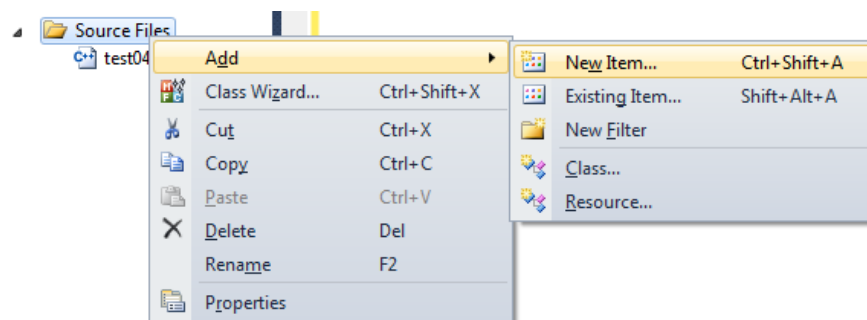 Source Files
test04
Add
Class Wizard... Ctrl+Shift+X
Cut Ctrl+X
Copy Ctrl+C
Paste Ctrl+V
Delete Del
Rename F2
Properties
New Item... Ctrl+Shift+A
Existing Item... Shift+Alt+A
New Filter
Class...
Resource...